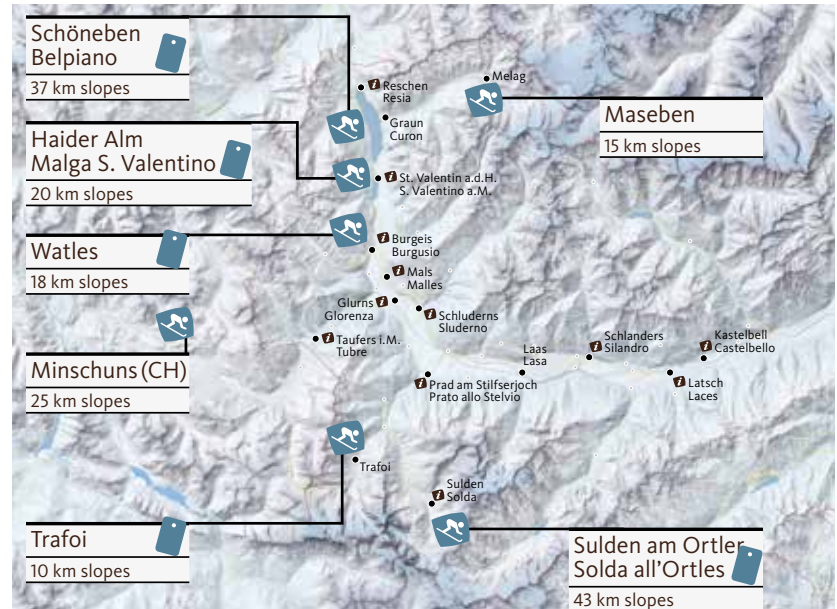 Schöneben
Belpiano
37 km slopes
Haider Alm
Malga S. Valentino
20 km slopes
Watles
18 km slopes
Minschuns (CH)
25 km slopes
Trafoi
10 km slopes
Maseben
15 km slopes
Sulden am Ortler
Solda all'Ortles
43 km slopes
Melag
i Reschen
Resia
Graun
Curon
i St. Valentin a.d.H.
S. Valentino a.M.
i Burgeis
Burgusio
i Mals
Malles
Glurns i
Glorenza
i Schluderns
Sluderno
i Taufers i.M.
Tubre
i Prad am Stilfserjoch
Prato allo Stelvio
Laas
Lasa
Schlanders
i Silandro
Kastelbell
i Castelbello
i Latsch
Laces
Trafoi
Sulden
i Solda